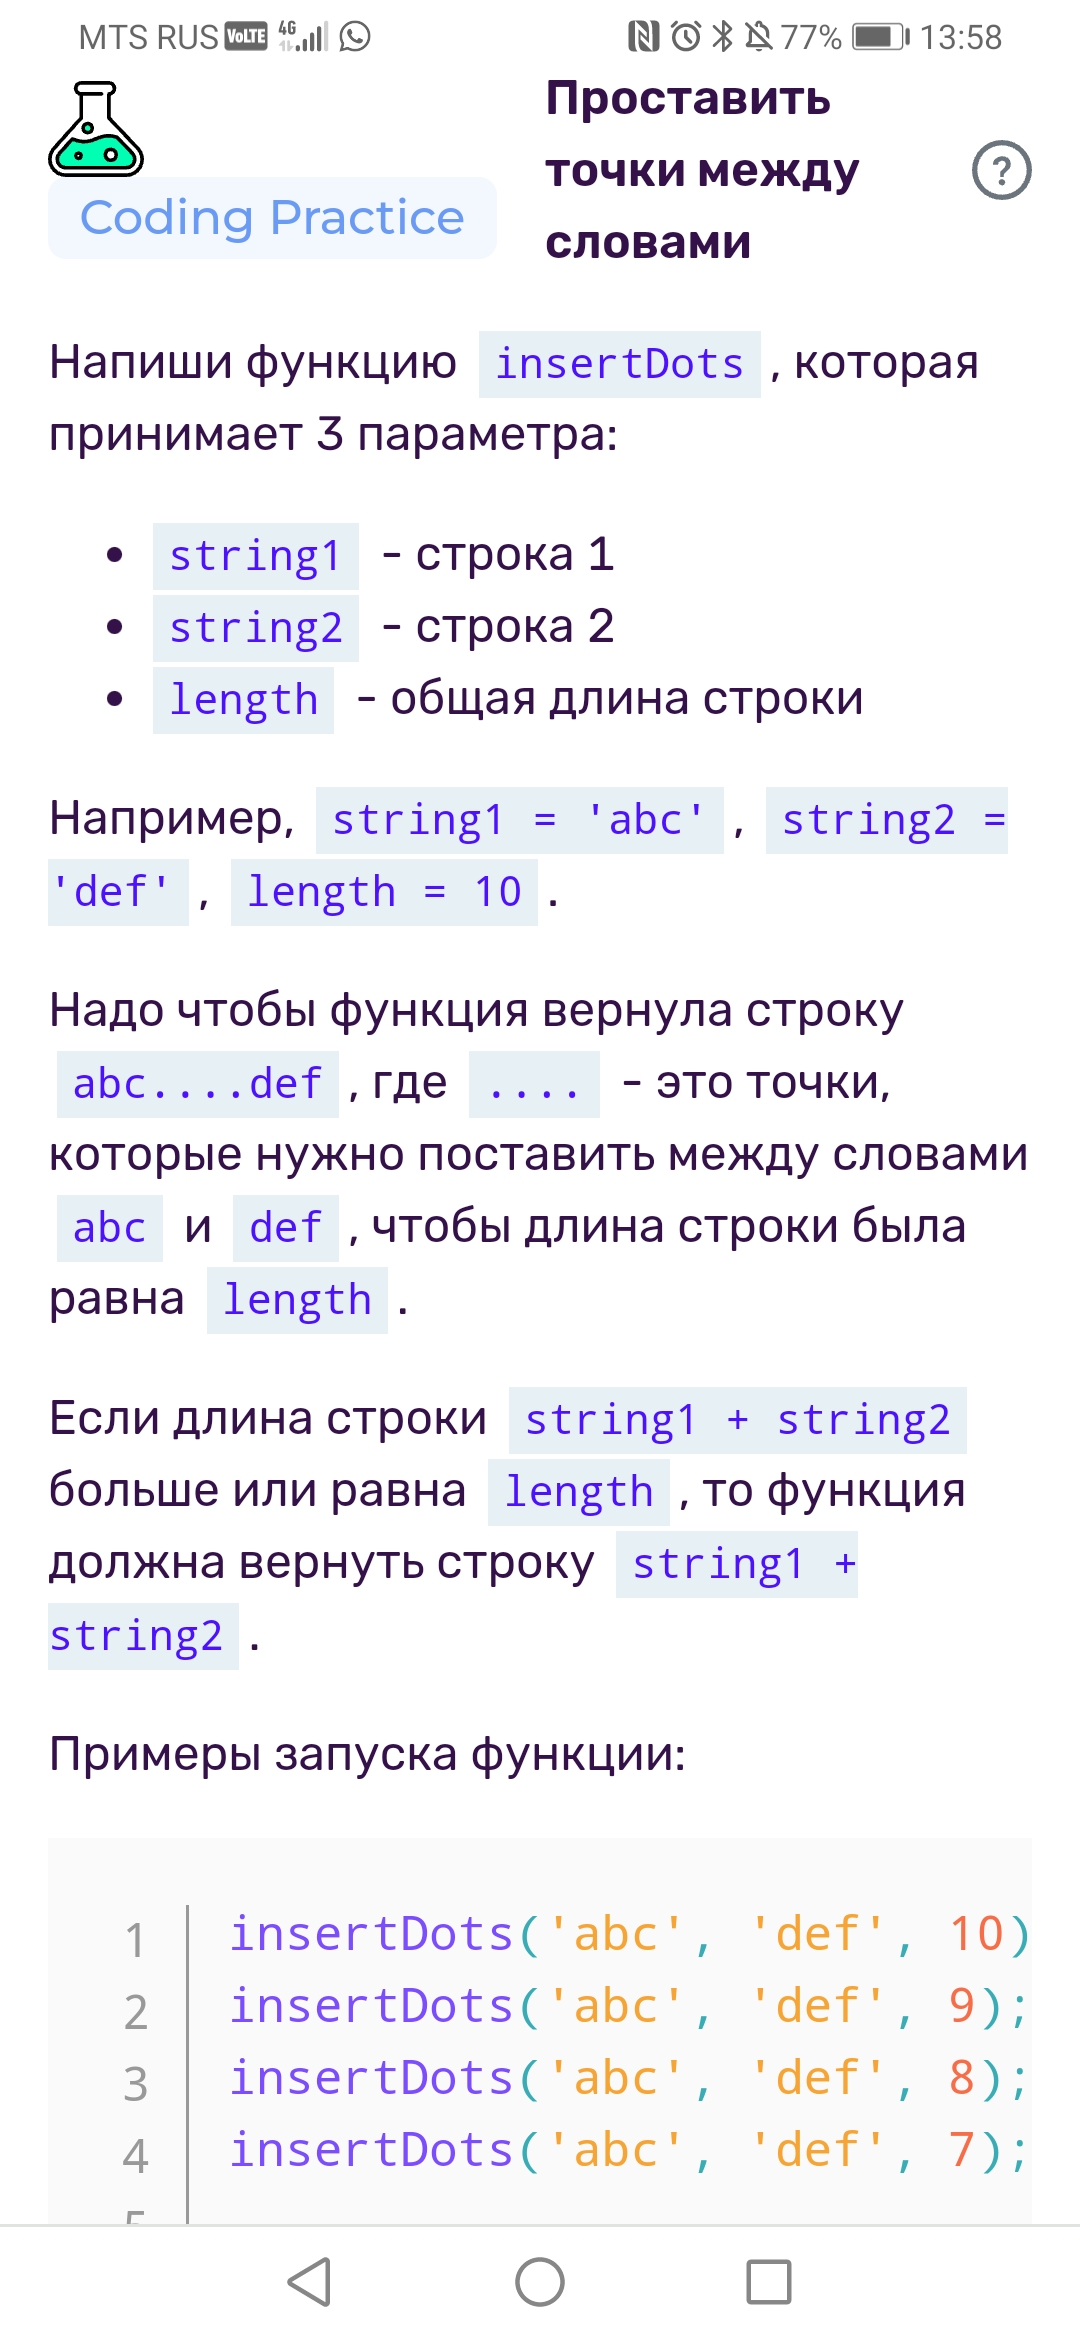 MTS RUS VoLTE 4G 77% 13:58
Проставить
точки между
словами
?
Coding Practice
Напиши функцию insertDots , которая
принимает 3 параметра:
• string1 - строка 1
• string2 - строка 2
• length - общая длина строки
Например, string1 = 'abc' , string2 =
'def' , length = 10 .
Надо чтобы функция вернула строку
abc....def , где .... - это точки,
которые нужно поставить между словами
abc и def , чтобы длина строки была
равна length .
Если длина строки string1 + string2
больше или равна length , то функция
должна вернуть строку string1 +
string2 .
Примеры запуска функции:
1 insertDots('abc', 'def', 10)
2 insertDots('abc', 'def', 9);
3 insertDots('abc', 'def', 8);
4 insertDots('abc', 'def', 7);